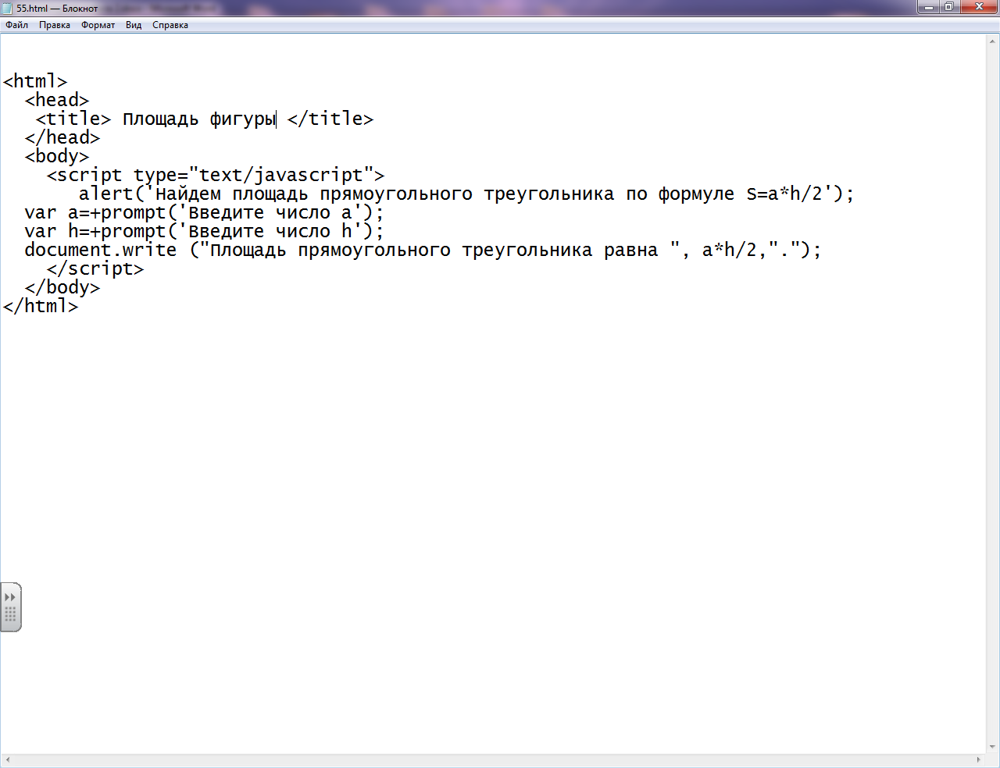 55.html — Блокнот
Файл Правка Формат Вид Справка
<html>
<head>
<title> Площадь фигуры </title>
</head>
<body>
<script type="text/javascript">
alert('Найдем площадь прямоугольного треугольника по формуле S=a*h/2');
var a=+prompt('Введите число a');
var h=+prompt('Введите число h');
document.write ("Площадь прямоугольного треугольника равна ", a*h/2,".");
</script>
</body>
</html>